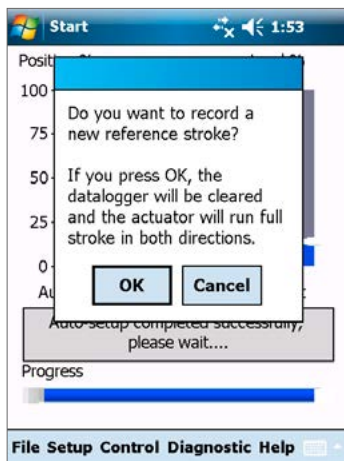 Start 1:53
Posit
100
75
50
25
0
Do you want to record a
new reference stroke?
If you press OK, the
datalogger will be cleared
and the actuator will run full
stroke in both directions.
OK Cancel
Au t
Auto-setup completed successfully,
please wait....
Progress
File Setup Control Diagnostic Help